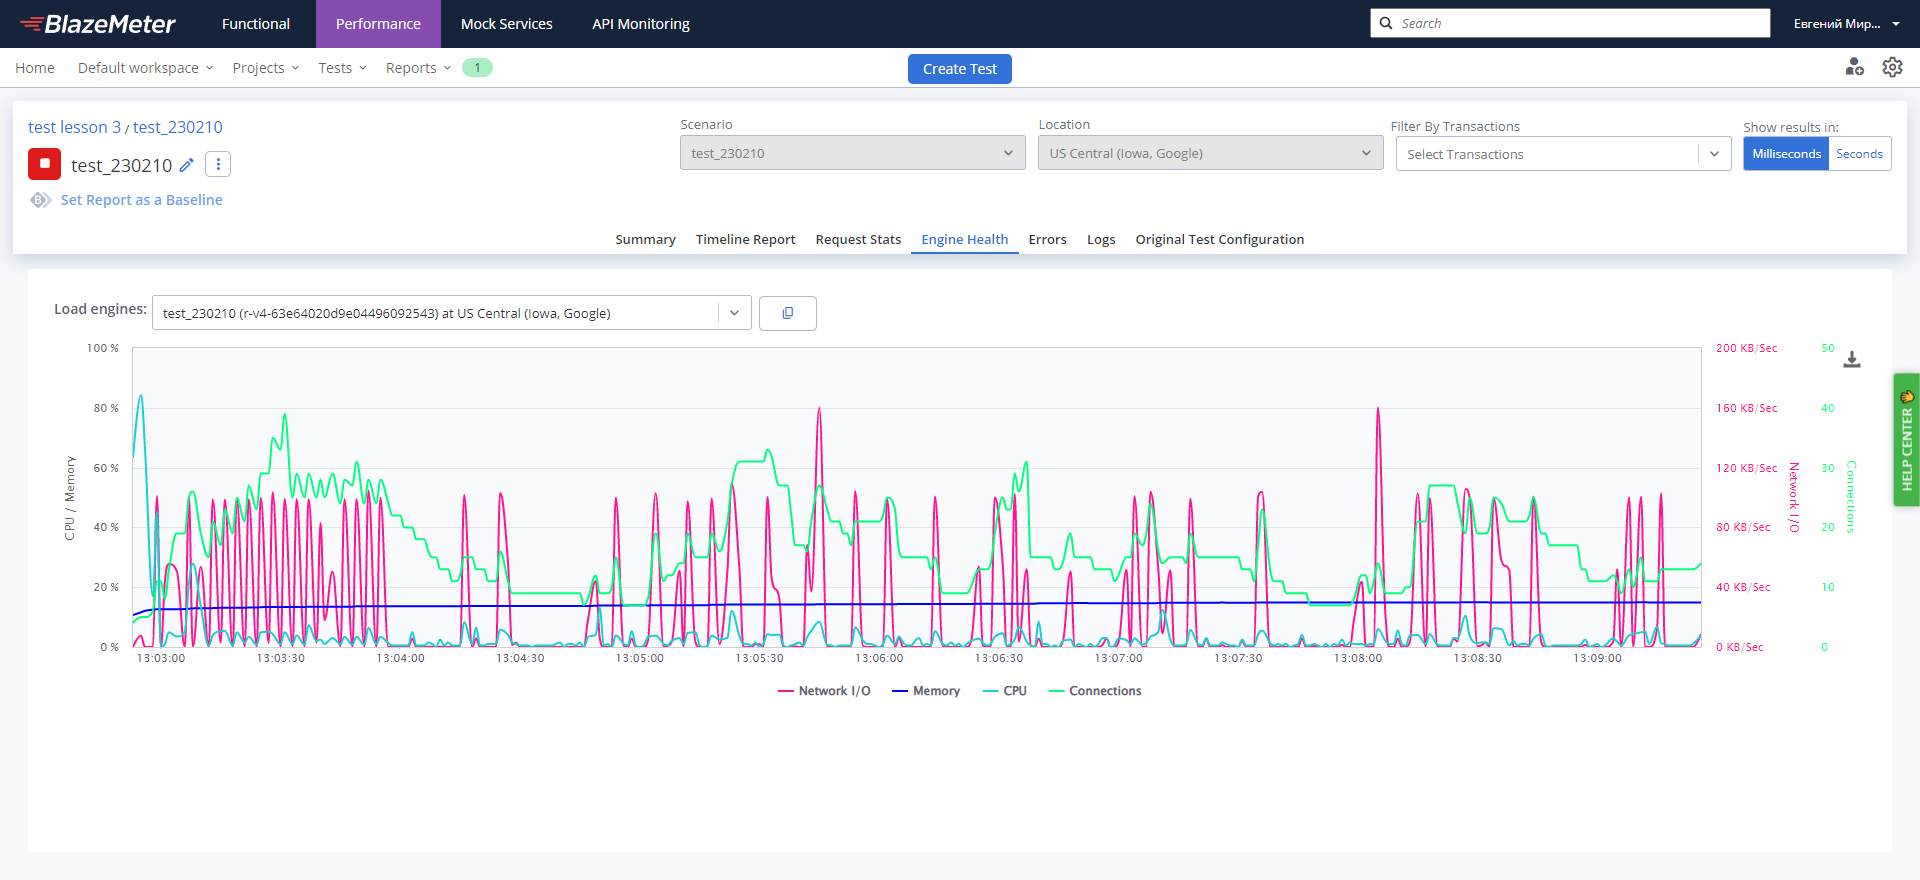 BlazeMeter
Functional
Performance
Mock Services
API Monitoring
Search
Евгений Мир...
Home
Default workspace
Projects
Tests
Reports
1
Create Test
test lesson 3 / test_230210
test_230210
Set Report as a Baseline
Scenario
test_230210
Location
US Central (Iowa, Google)
Filter By Transactions
Select Transactions
Show results in:
Milliseconds
Seconds
Summary
Timeline Report
Request Stats
Engine Health
Errors
Logs
Original Test Configuration
Load engines:
test_230210 (r-v4-63e64020d9e04496092543) at US Central (Iowa, Google)
100 %
80 %
60 %
40 %
20 %
0 %
CPU / Memory
200 KB/Sec
160 KB/Sec
120 KB/Sec
80 KB/Sec
40 KB/Sec
0 KB/Sec
Network I/O
50
40
30
20
10
0
Connections
HELP CENTER
13:03:00
13:03:30
13:04:00
13:04:30
13:05:00
13:05:30
13:06:00
13:06:30
13:07:00
13:07:30
13:08:00
13:08:30
13:09:00
Network I/O
Memory
CPU
Connections